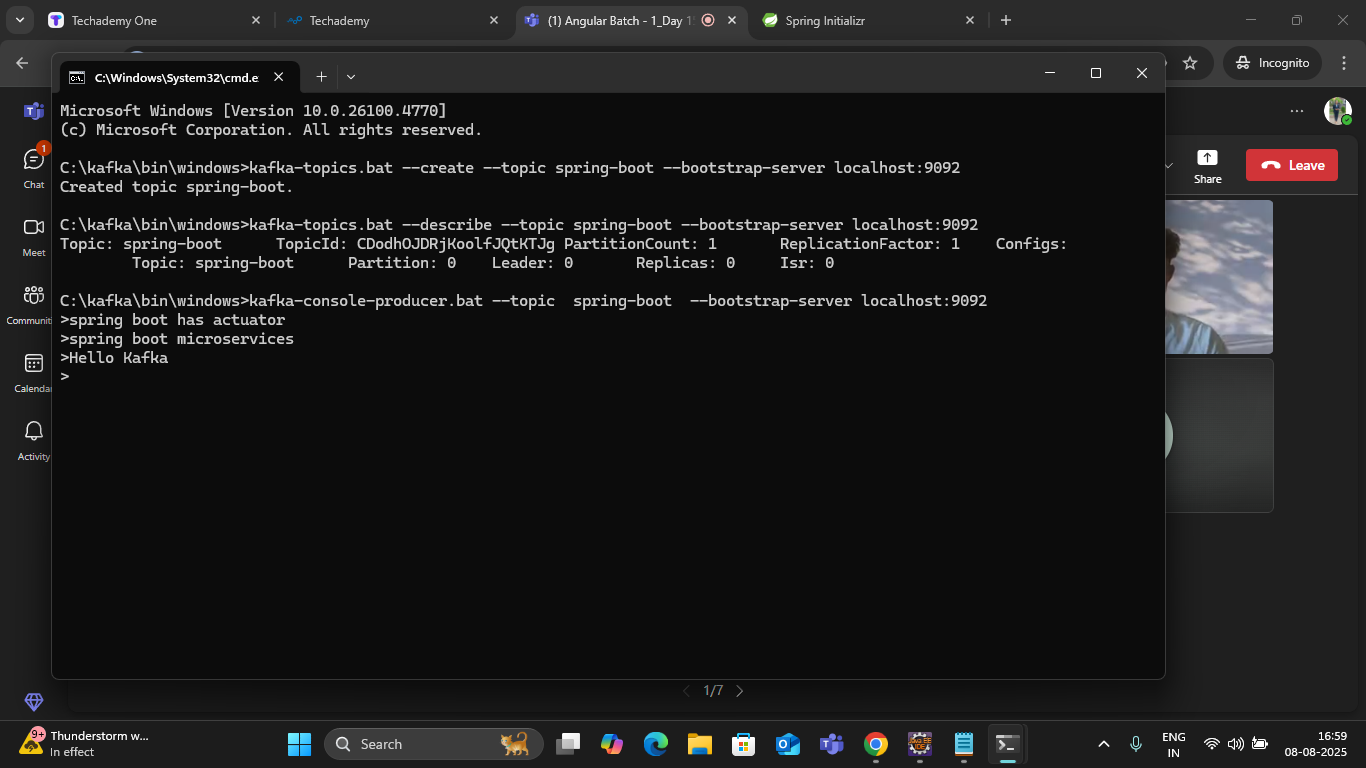 Techademy One
Techademy
(1) Angular Batch - 1_Day 1
Spring Initializr
Incognito
C:\Windows\System32\cmd.e
Microsoft Windows [Version 10.0.26100.4770]
(c) Microsoft Corporation. All rights reserved.
C:\kafka\bin\windows>kafka-topics.bat --create --topic spring-boot --bootstrap-server localhost:9092
Created topic spring-boot.
C:\kafka\bin\windows>kafka-topics.bat --describe --topic spring-boot --bootstrap-server localhost:9092
Topic: spring-boot TopicId: CDodhOJDRjKoolfJQtKTJg PartitionCount: 1 ReplicationFactor: 1 Configs:
Topic: spring-boot Partition: 0 Leader: 0 Replicas: 0 Isr: 0
C:\kafka\bin\windows>kafka-console-producer.bat --topic  spring-boot  --bootstrap-server localhost:9092
>spring boot has actuator
>spring boot microservices
>Hello Kafka
>
1
Chat
Meet
Communit
Calendar
Activity
Share
Leave
1/7
9+
Thunderstorm w...
In effect
Search
ENG
IN
16:59
08-08-2025